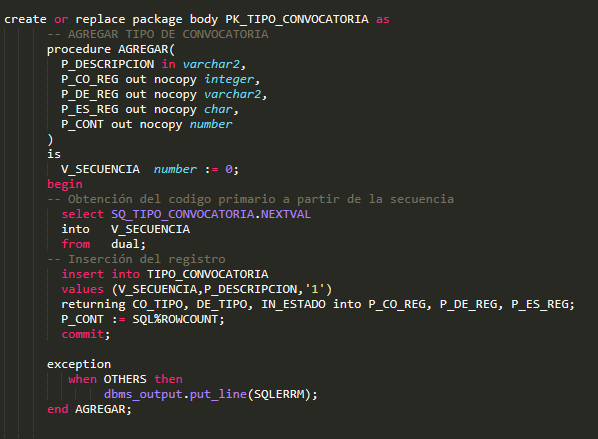 create or replace package body PK_TIPO_CONVOCATORIA as
-- AGREGAR TIPO DE CONVOCATORIA
procedure AGREGAR(
P_DESCRIPCION in varchar2,
P_CO_REG out nocopy integer,
P_DE_REG out nocopy varchar2,
P_ES_REG out nocopy char,
P_CONT out nocopy number
)
is
V_SECUENCIA number := 0;
begin
-- Obtención del codigo primario a partir de la secuencia
select SQ_TIPO_CONVOCATORIA.NEXTVAL
into V_SECUENCIA
from dual;
-- Inserción del registro
insert into TIPO_CONVOCATORIA
values (V_SECUENCIA,P_DESCRIPCION,'1')
returning CO_TIPO, DE_TIPO, IN_ESTADO into P_CO_REG, P_DE_REG, P_ES_REG;
P_CONT := SQL%ROWCOUNT;
commit;
exception
when OTHERS then
dbms_output.put_line(SQLERRM);
end AGREGAR;